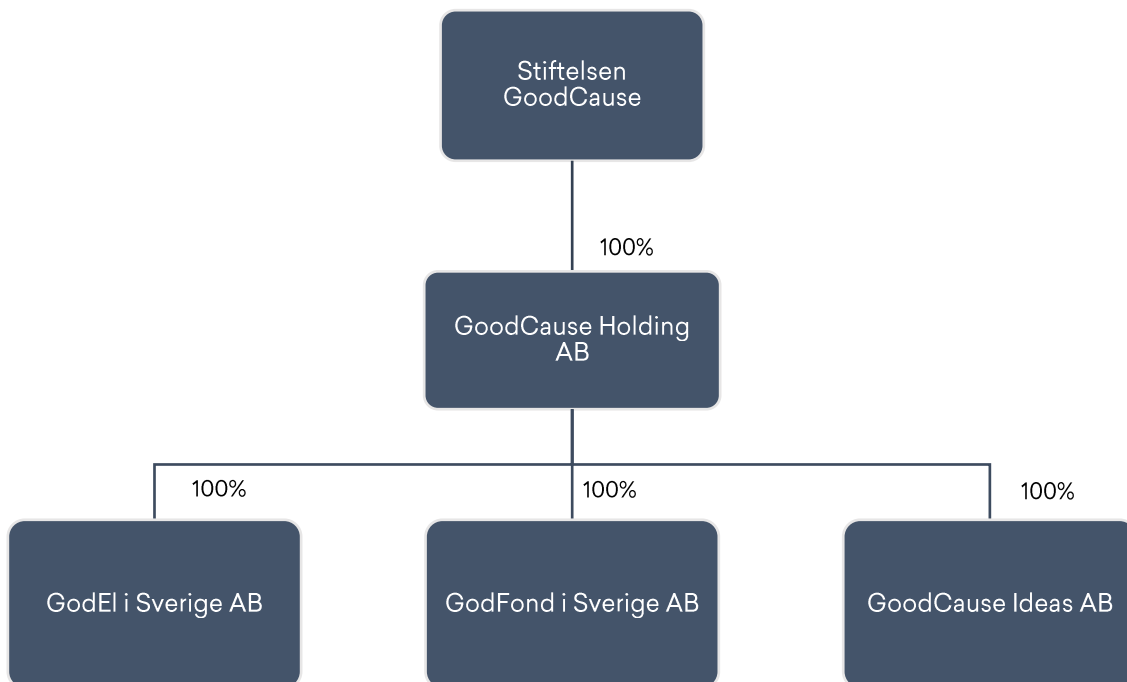 Stiftelsen
GoodCause
100%
GoodCause Holding
AB
100%
100%
100%
GodEl i Sverige AB
GodFond i Sverige AB
GoodCause Ideas AB